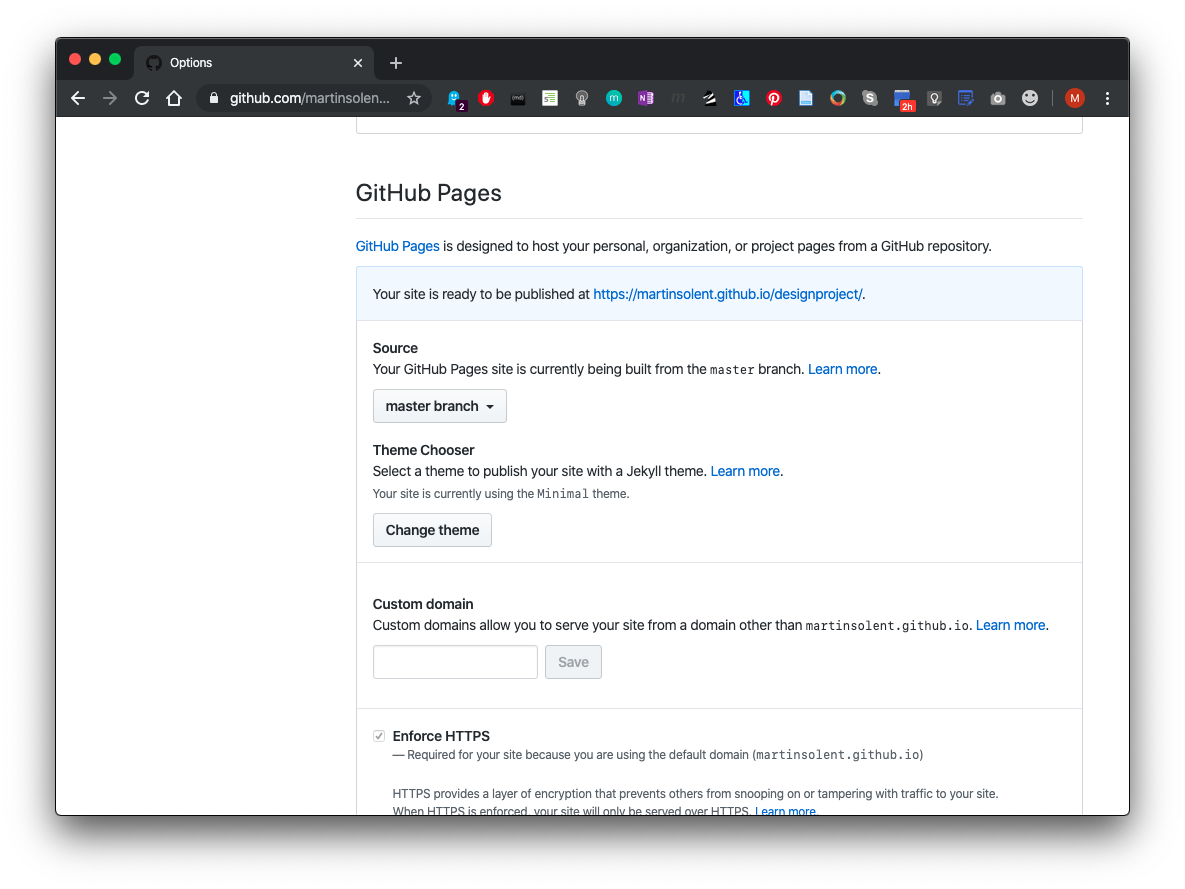 Options
github.com/martinsolen...
2
N
m
S
2h
M
GitHub Pages
GitHub Pages is designed to host your personal, organization, or project pages from a GitHub repository.
Your site is ready to be published at https://martinsolent.github.io/designproject/.
Source
Your GitHub Pages site is currently being built from the master branch. Learn more.
master branch
Theme Chooser
Select a theme to publish your site with a Jekyll theme. Learn more.
Your site is currently using the Minimal theme.
Change theme
Custom domain
Custom domains allow you to serve your site from a domain other than martinsolent.github.io. Learn more.
Save
Enforce HTTPS
— Required for your site because you are using the default domain (martinsolent.github.io)
HTTPS provides a layer of encryption that prevents others from snooping on or tampering with traffic to your site.
When HTTPS is enforced, your site will only be served over HTTPS. Learn more.